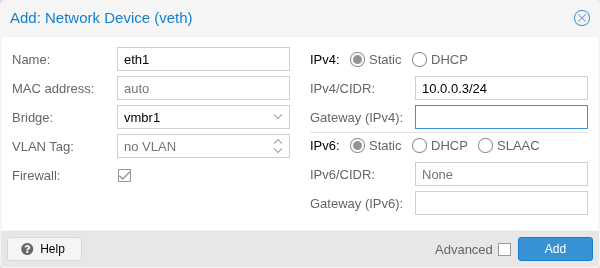 Add: Network Device (veth)
Name: eth1
MAC address: auto
Bridge: vmbr1
VLAN Tag: no VLAN
Firewall:
IPv4: Static DHCP
IPv4/CIDR: 10.0.0.3/24
Gateway (IPv4):
IPv6: Static DHCP SLAAC
IPv6/CIDR: None
Gateway (IPv6):
? Help
Advanced Add